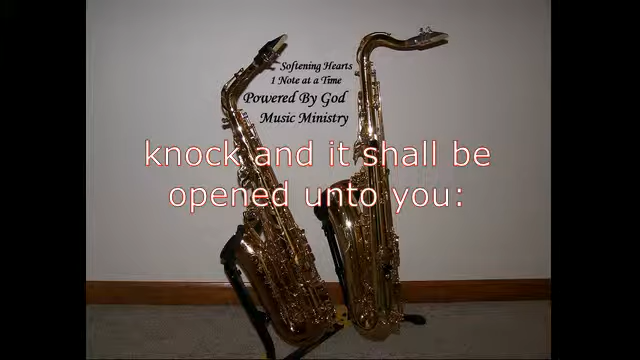 Softening Hearts
1 Note at a Time
Powered By God
Music Ministry
knock and it shall be
opened unto you: